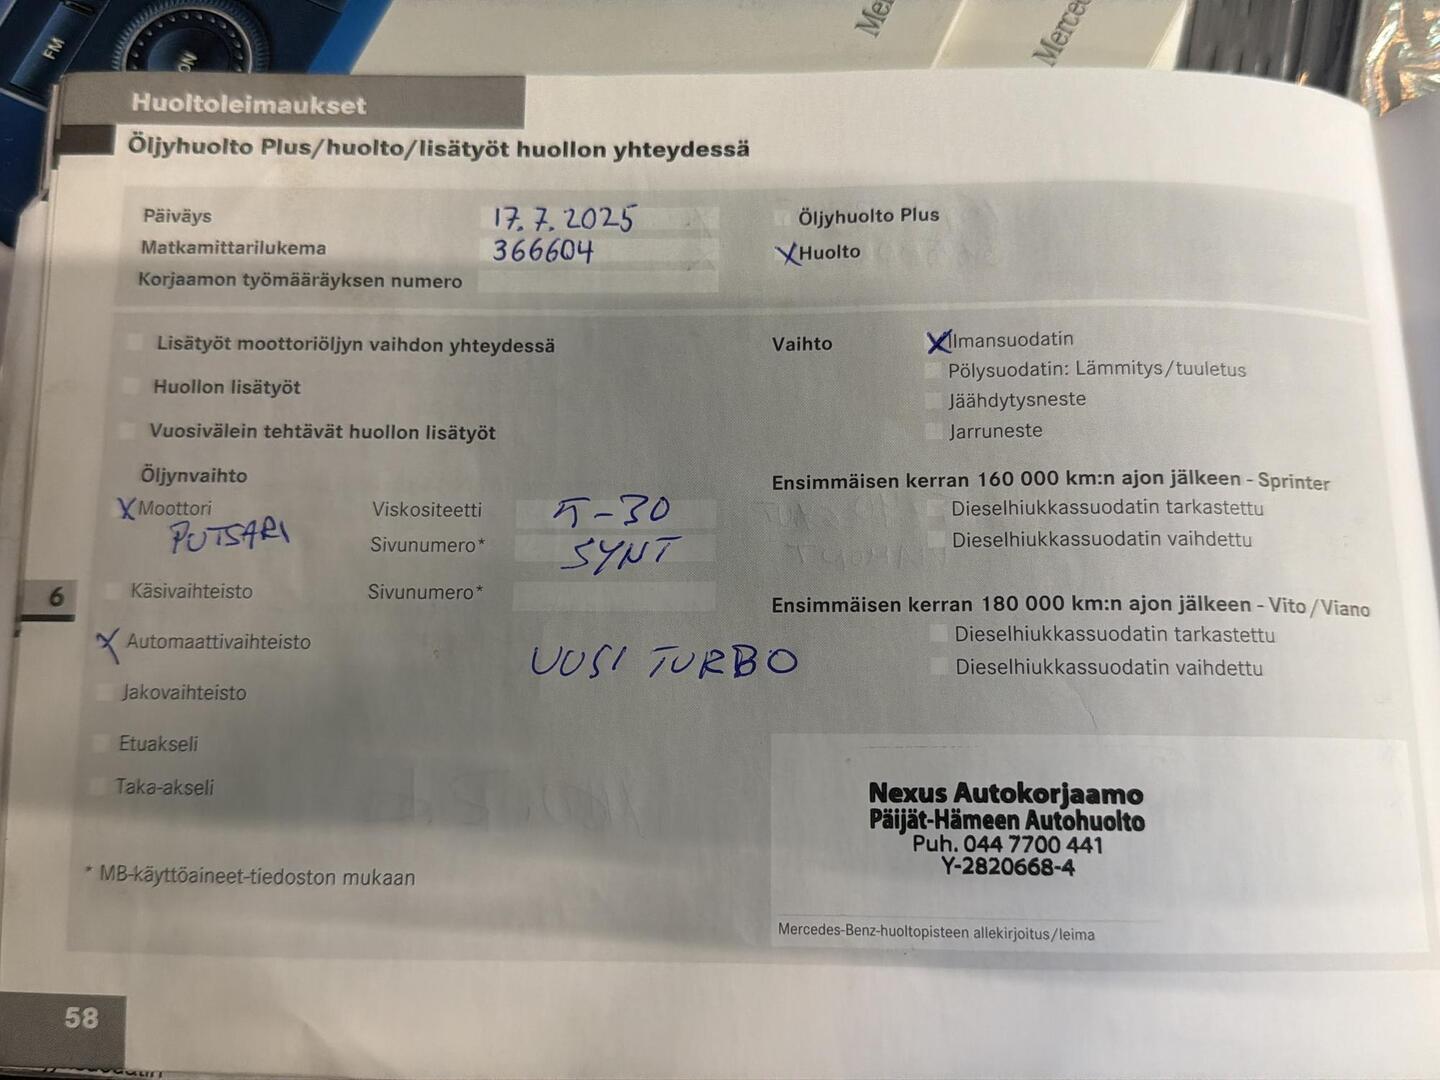 FM
ON
Merce
Merced
Huoltoleimaukset
Öljyhuolto Plus/huolto/lisätyöt huollon yhteydessä
Päiväys 17.7.2025
Öljyhuolto Plus
Matkamittarilukema 366604
X Huolto
Korjaamon työmääräyksen numero
Lisätyöt moottoriöljyn vaihdon yhteydessä
Huollon lisätyöt
Vuosivälein tehtävät huollon lisätyöt
Vaihto X Ilmansuodatin
Pölysuodatin: Lämmitys/tuuletus
Jäähdytysneste
Jarruneste
Öljynvaihto
X Moottori Viskositeetti 5-30
PUTSARI
Sivunumero* SYNT
Käsivaihteisto Sivunumero*
X Automaattivaihteisto
UUSI TURBO
Jakovaihteisto
Etuakseli
Taka-akseli
Ensimmäisen kerran 160 000 km:n ajon jälkeen - Sprinter
Dieselhiukkassuodatin tarkastettu
Dieselhiukkassuodatin vaihdettu
Ensimmäisen kerran 180 000 km:n ajon jälkeen - Vito/Viano
Dieselhiukkassuodatin tarkastettu
Dieselhiukkassuodatin vaihdettu
6
Nexus Autokorjaamo
Päijät-Hämeen Autohuolto
Puh. 044 7700 441
Y-2820668-4
* MB-käyttöaineet-tiedoston mukaan
Mercedes-Benz-huoltopisteen allekirjoitus/leima
58